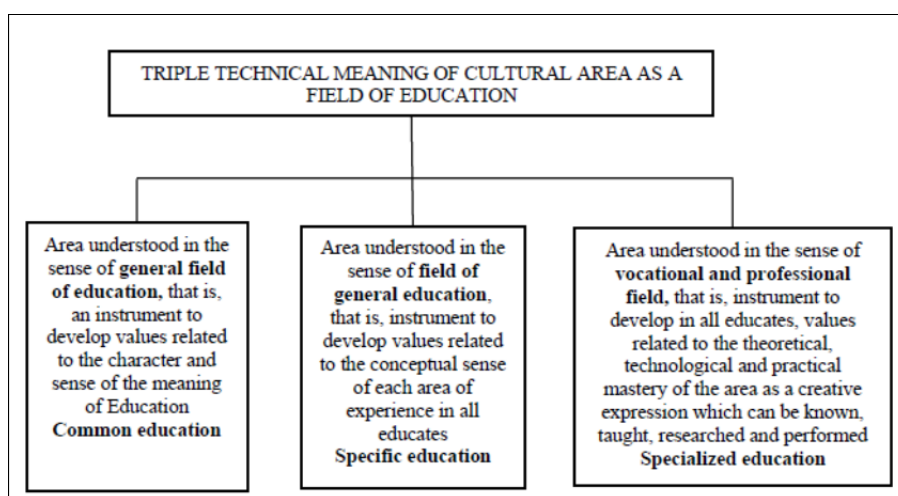 TRIPLE TECHNICAL MEANING OF CULTURAL AREA AS A
FIELD OF EDUCATION
Area understood in the
sense of general field
of education, that is,
an instrument to
develop values related
to the character and
sense of the meaning
of Education
Common education
Area understood in the
sense of field of
general education,
that is, instrument to
develop values related
to the conceptual sense
of each area of
experience in all
educates
Specific education
Area understood in the sense of
vocational and professional
field, that is, instrument to
develop in all educates, values
related to the theoretical,
technological and practical
mastery of the area as a creative
expression which can be known,
taught, researched and performed
Specialized education